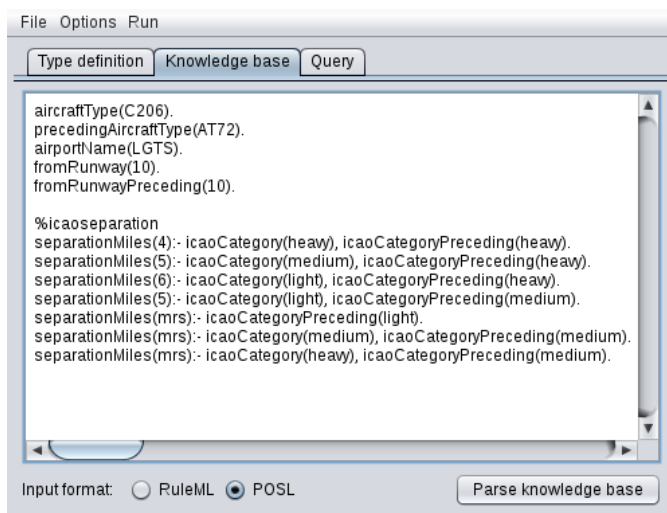 File Options Run
Type definition Knowledge base Query
aircraftType(C206).
precedingAircraftType(AT72).
airportName(LGTS).
fromRunway(10).
fromRunwayPreceding(10).
%icaoseparation
separationMiles(4):- icaoCategory(heavy), icaoCategoryPreceding(heavy).
separationMiles(5):- icaoCategory(medium), icaoCategoryPreceding(heavy).
separationMiles(6):- icaoCategory(light), icaoCategoryPreceding(heavy).
separationMiles(5):- icaoCategory(light), icaoCategoryPreceding(medium).
separationMiles(mrs):- icaoCategoryPreceding(light).
separationMiles(mrs):- icaoCategory(medium), icaoCategoryPreceding(medium).
separationMiles(mrs):- icaoCategory(heavy), icaoCategoryPreceding(medium).
Input format: RuleML POSL Parse knowledge base